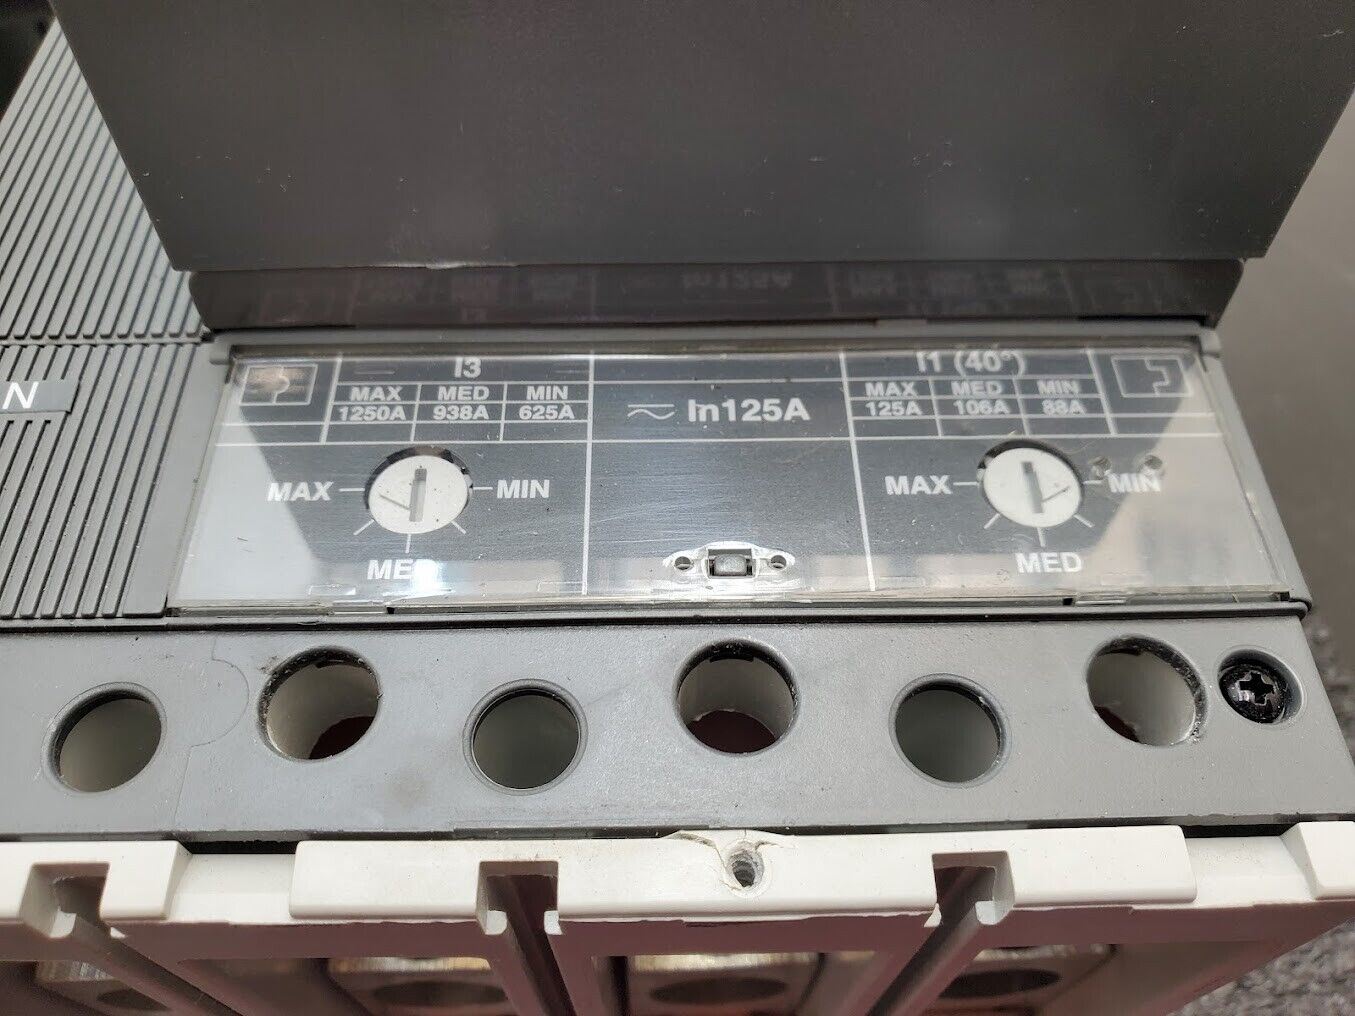 I3
MAX MED MIN
1250A 938A 625A
In125A
I1 (40°)
MAX MED MIN
125A 106A 88A
N
MAX MIN
MED
MAX MIN
MED